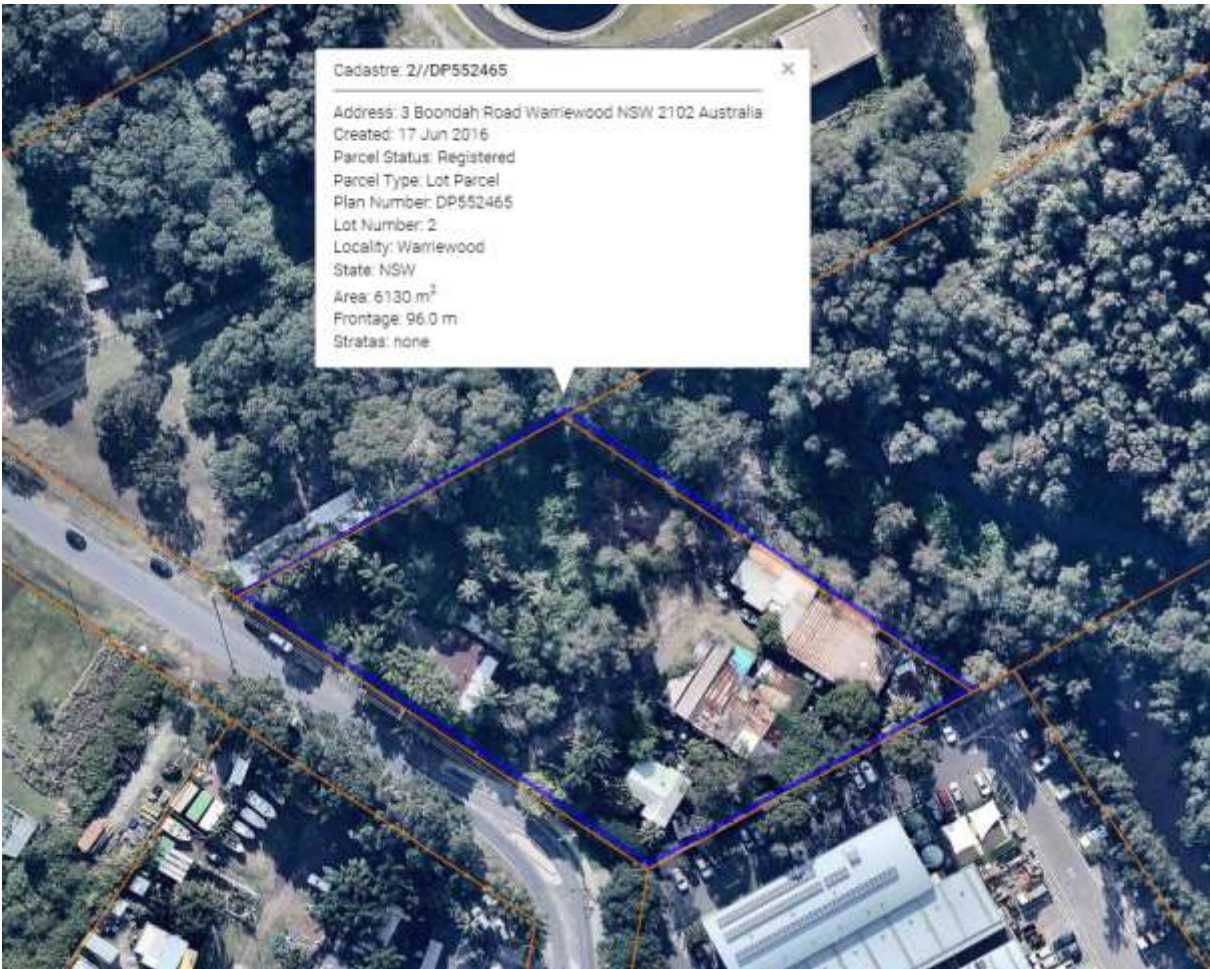 Cadastre: 2//DP552465
×
Address: 3 Boondah Road Warriewood NSW 2102 Australia
Created: 17 Jun 2016
Parcel Status: Registered
Parcel Type: Lot Parcel
Plan Number: DP552465
Lot Number: 2
Locality: Warriewood
State: NSW
Area: 6130 m²
Frontage: 96.0 m
Stratas: none